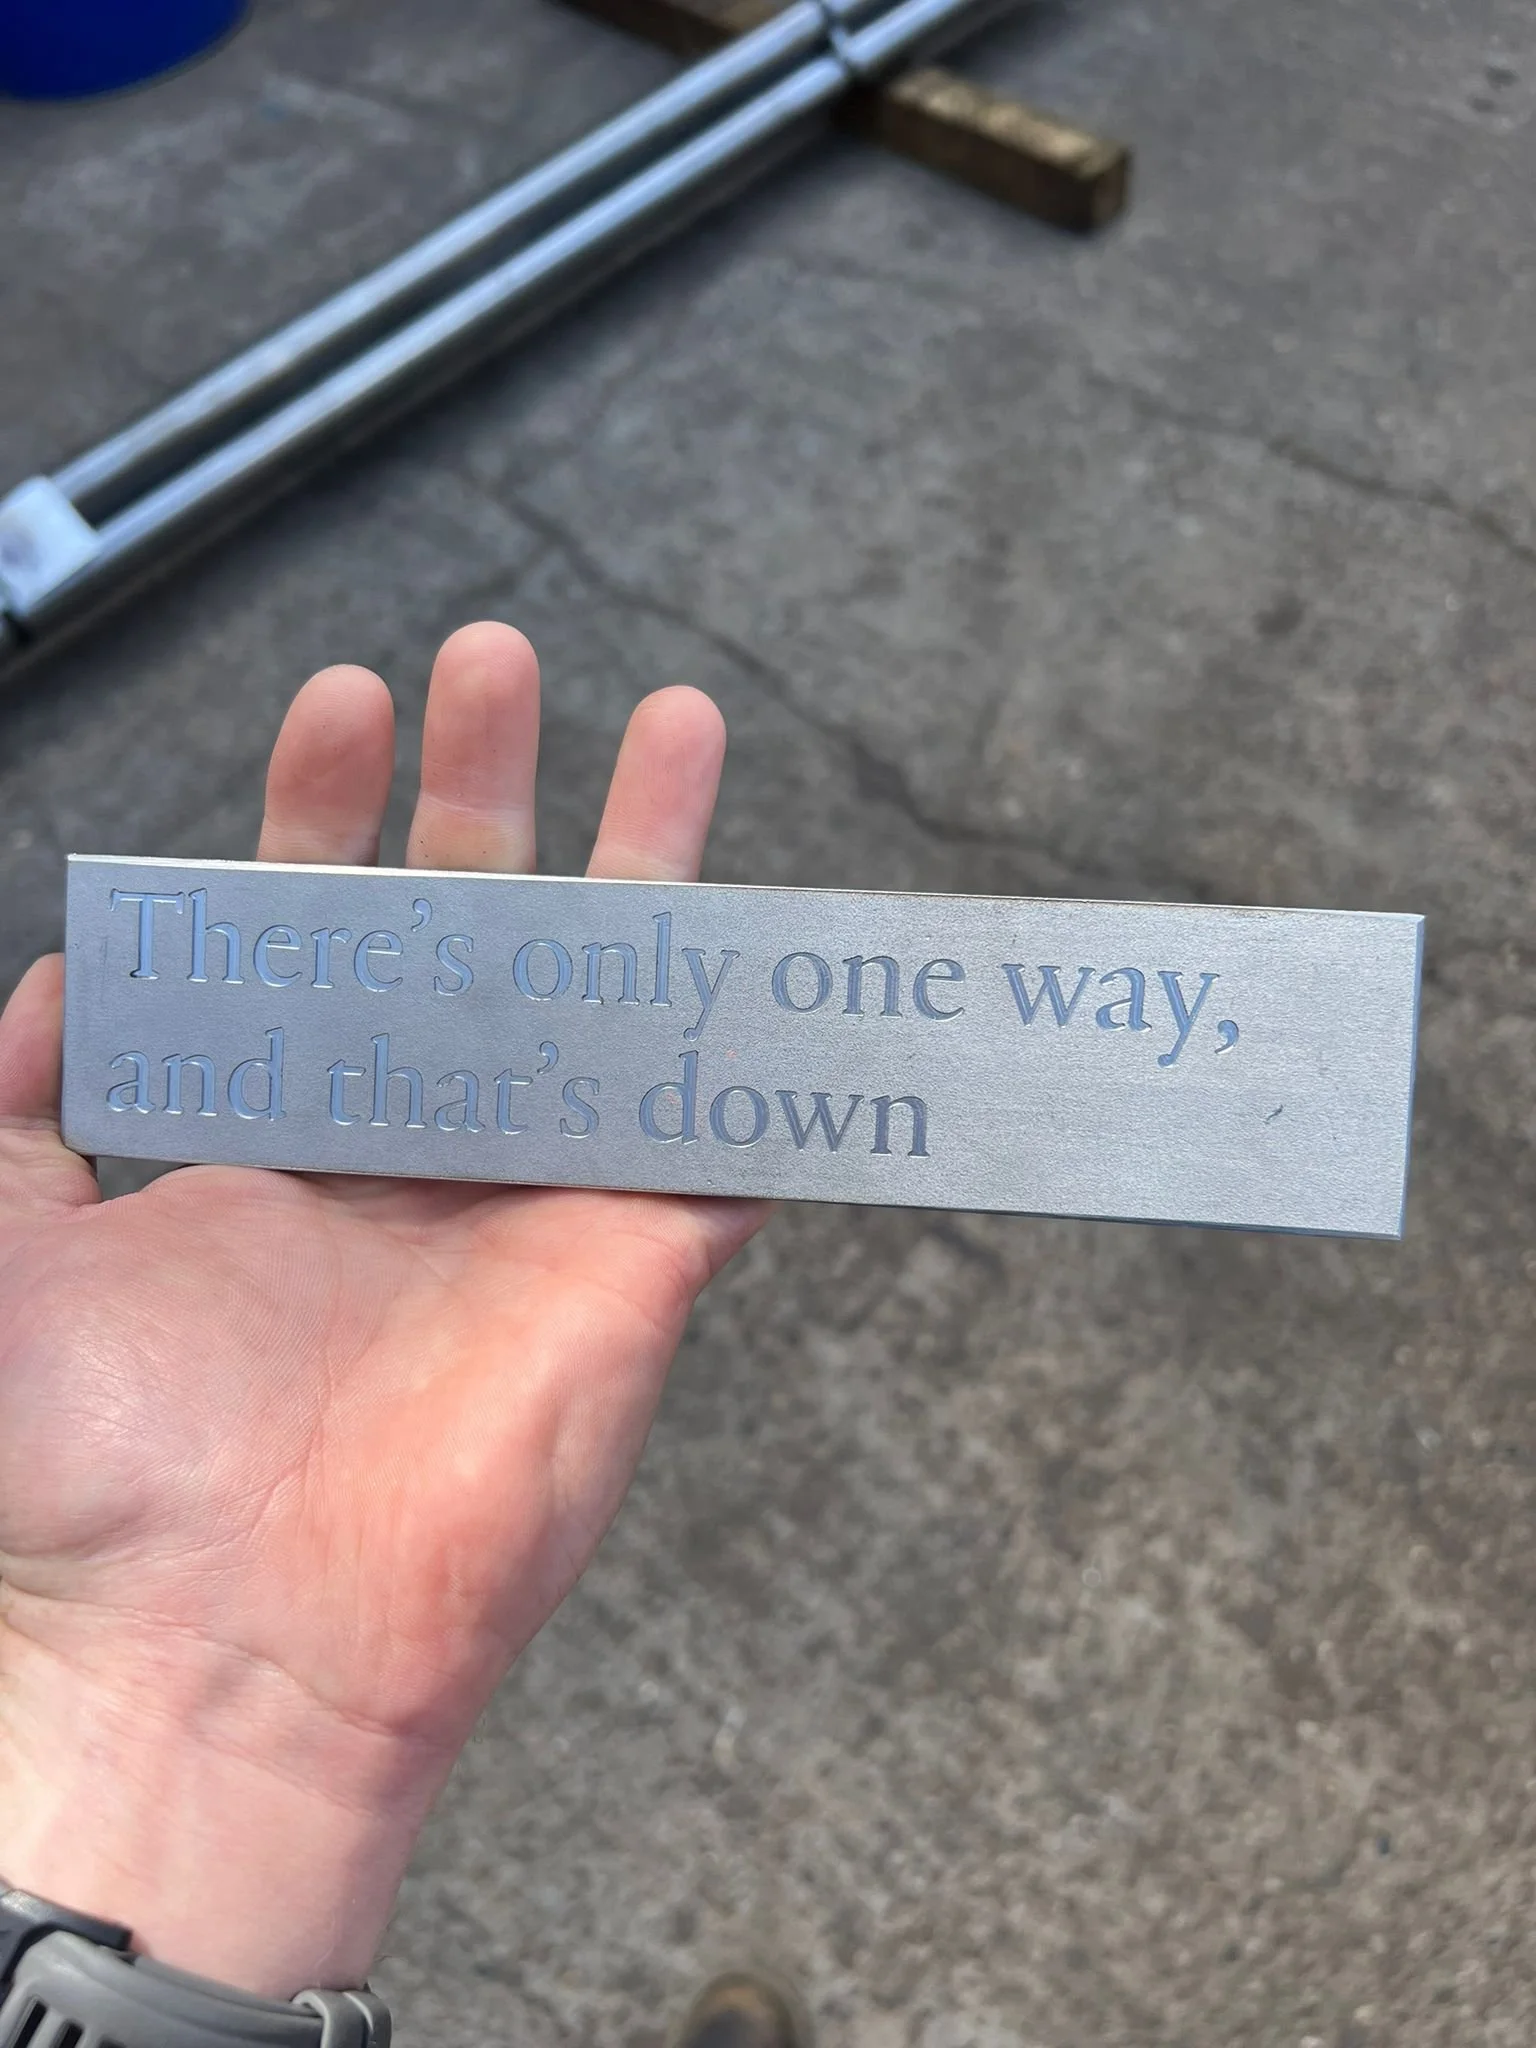 There’s only one way,
and that’s down